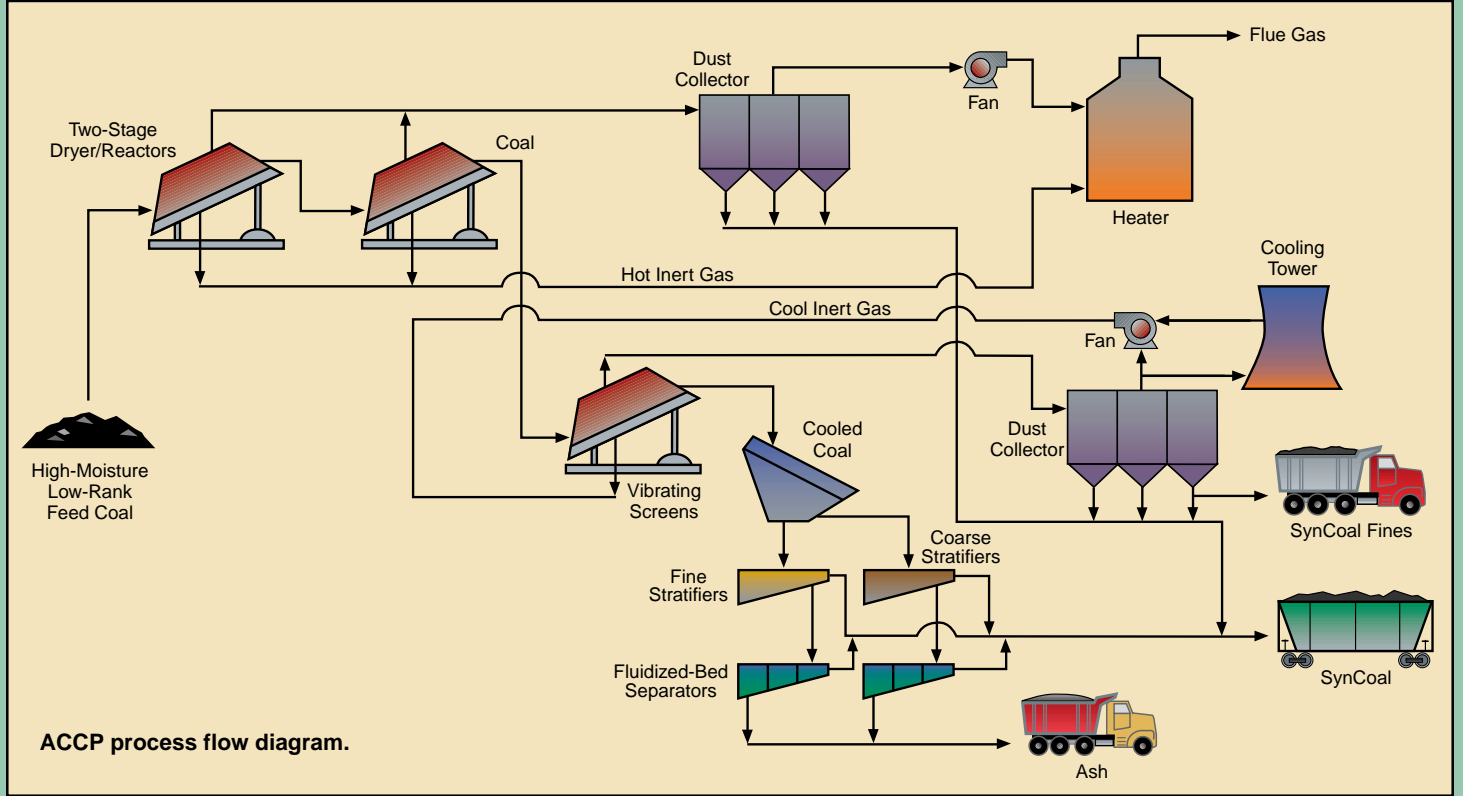 Flue Gas
Dust
Collector
Fan
Two-Stage
Dryer/Reactors
Coal
Heater
Cooling
Tower
Hot Inert Gas
Cool Inert Gas
Fan
Cooled
Coal
Dust
Collector
High-Moisture
Low-Rank
Feed Coal
Vibrating
Screens
SynCoal Fines
Coarse
Stratifiers
Fine
Stratifiers
Fluidized-Bed
Separators
SynCoal
ACCP process flow diagram.
Ash